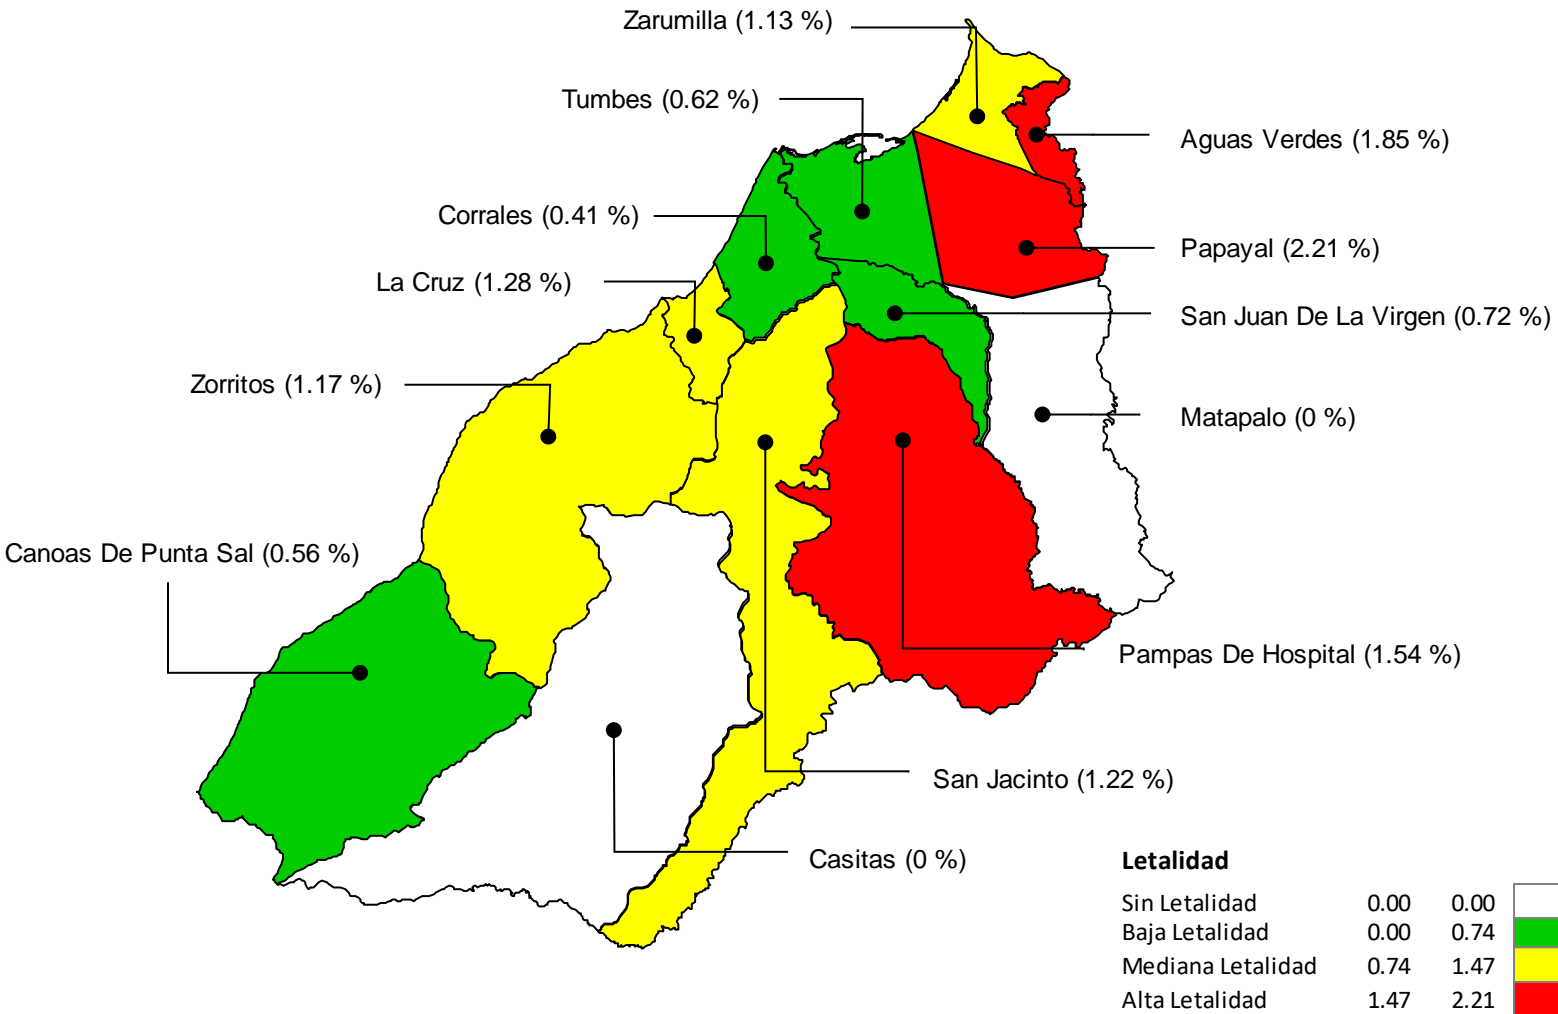 Zarumilla (1.13 %)
Tumbes (0.62 %)
Aguas Verdes (1.85 %)
Corrales (0.41 %)
Papayal (2.21 %)
La Cruz (1.28 %)
San Juan De La Virgen (0.72 %)
Zorritos (1.17 %)
Matapalo (0 %)
Canoas De Punta Sal (0.56 %)
Pampas De Hospital (1.54 %)
San Jacinto (1.22 %)
Casitas (0 %)
Letalidad
Sin Letalidad 0.00 0.00
Baja Letalidad 0.00 0.74
Mediana Letalidad 0.74 1.47
Alta Letalidad 1.47 2.21